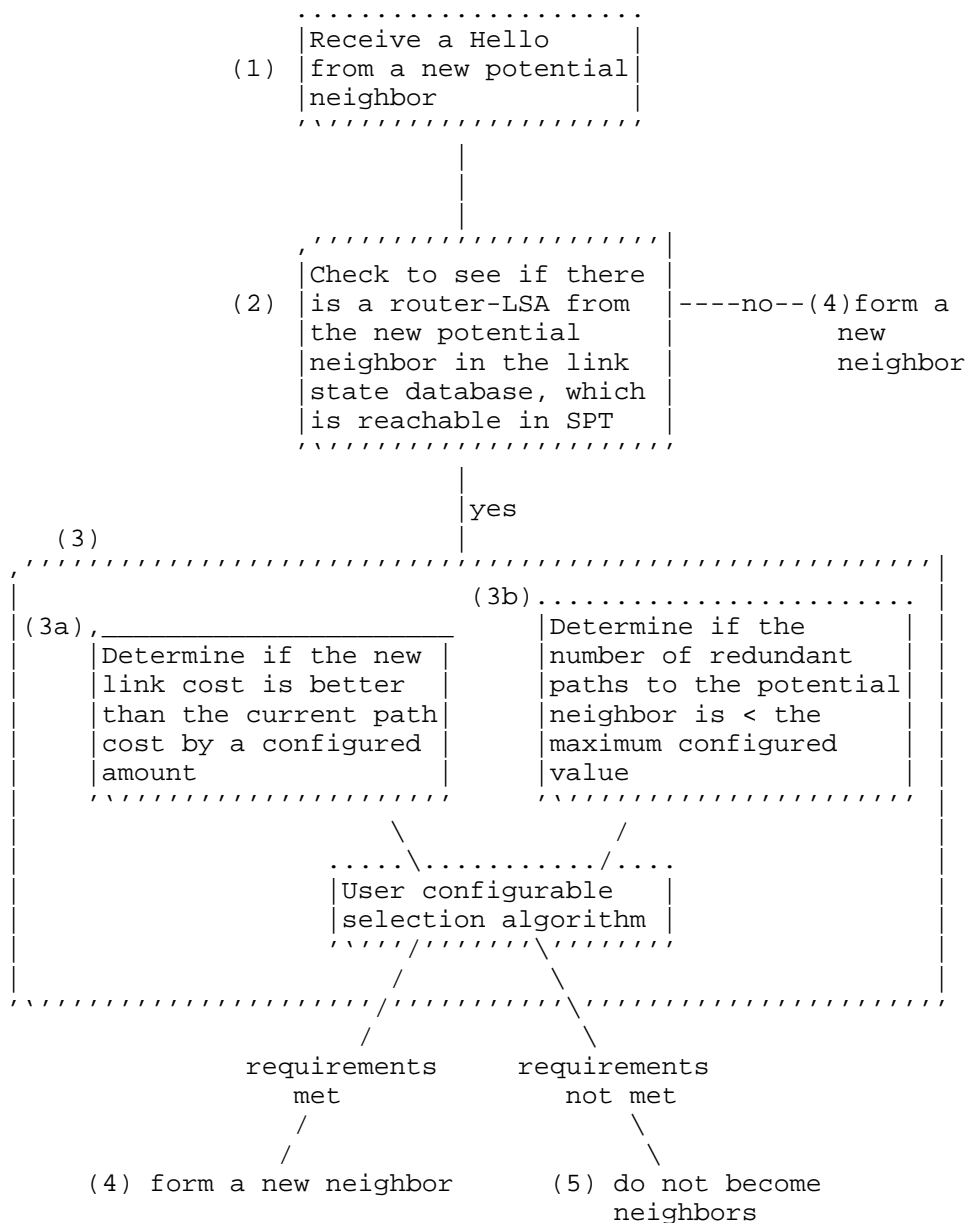 Receive a Hello
(1) from a new potential
neighbor
Check to see if there
(2) is a router-LSA from ----no--(4)form a
the new potential new
neighbor in the link neighbor
state database, which
is reachable in SPT
yes
(3)
(3b)
(3a) Determine if the
Determine if the new number of redundant
link cost is better paths to the potential
than the current path neighbor is < the
cost by a configured maximum configured
amount value
User configurable
selection algorithm
requirements requirements
met not met
(4) form a new neighbor (5) do not become
neighbors